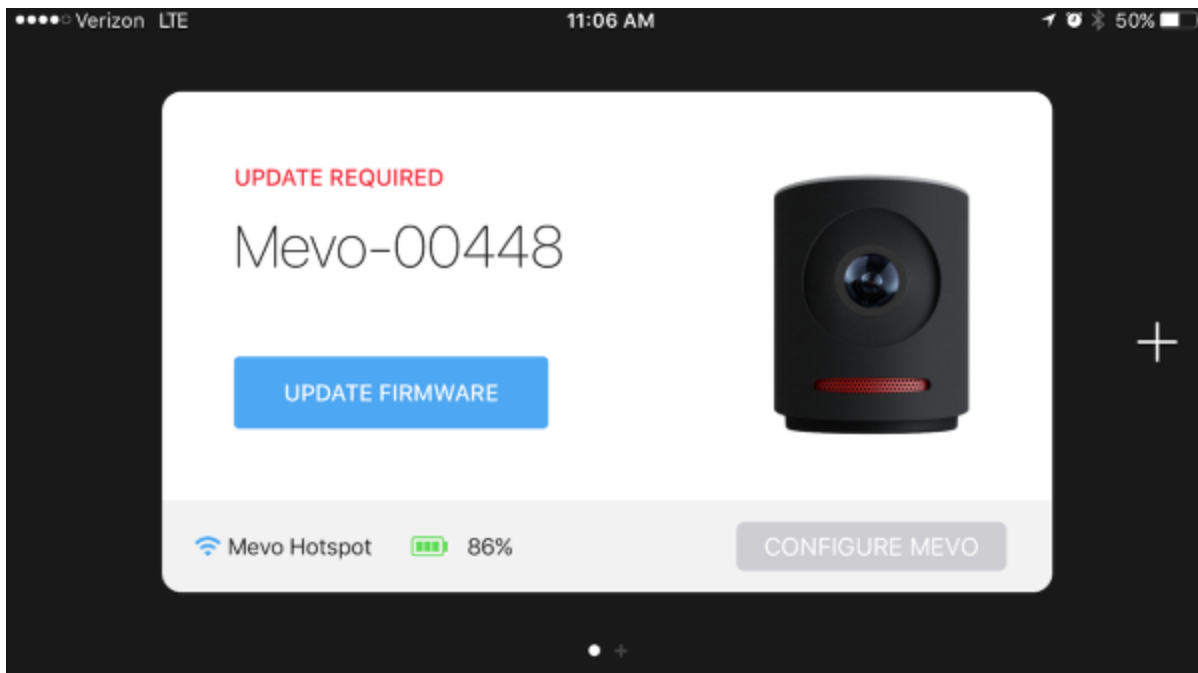 Verizon LTE 11:06 AM 50%
UPDATE REQUIRED
Mevo-00448
UPDATE FIRMWARE
Mevo Hotspot 86% CONFIGURE MEVO